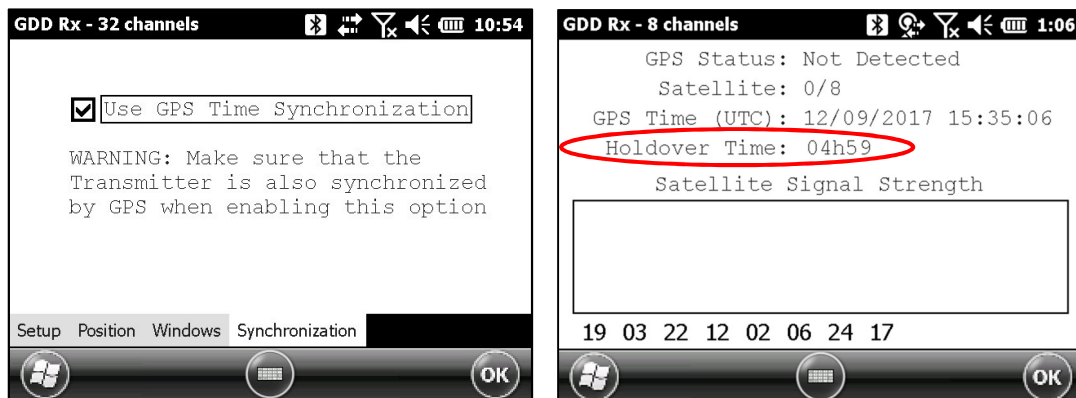 GDD Rx - 32 channels 10:54
Use GPS Time Synchronization
WARNING: Make sure that the
Transmitter is also synchronized
by GPS when enabling this option
Setup Position Windows Synchronization
OK
GDD Rx - 8 channels 1:06
GPS Status: Not Detected
Satellite: 0/8
GPS Time (UTC): 12/09/2017 15:35:06
Holdover Time: 04h59
Satellite Signal Strength
19 03 22 12 02 06 24 17
OK